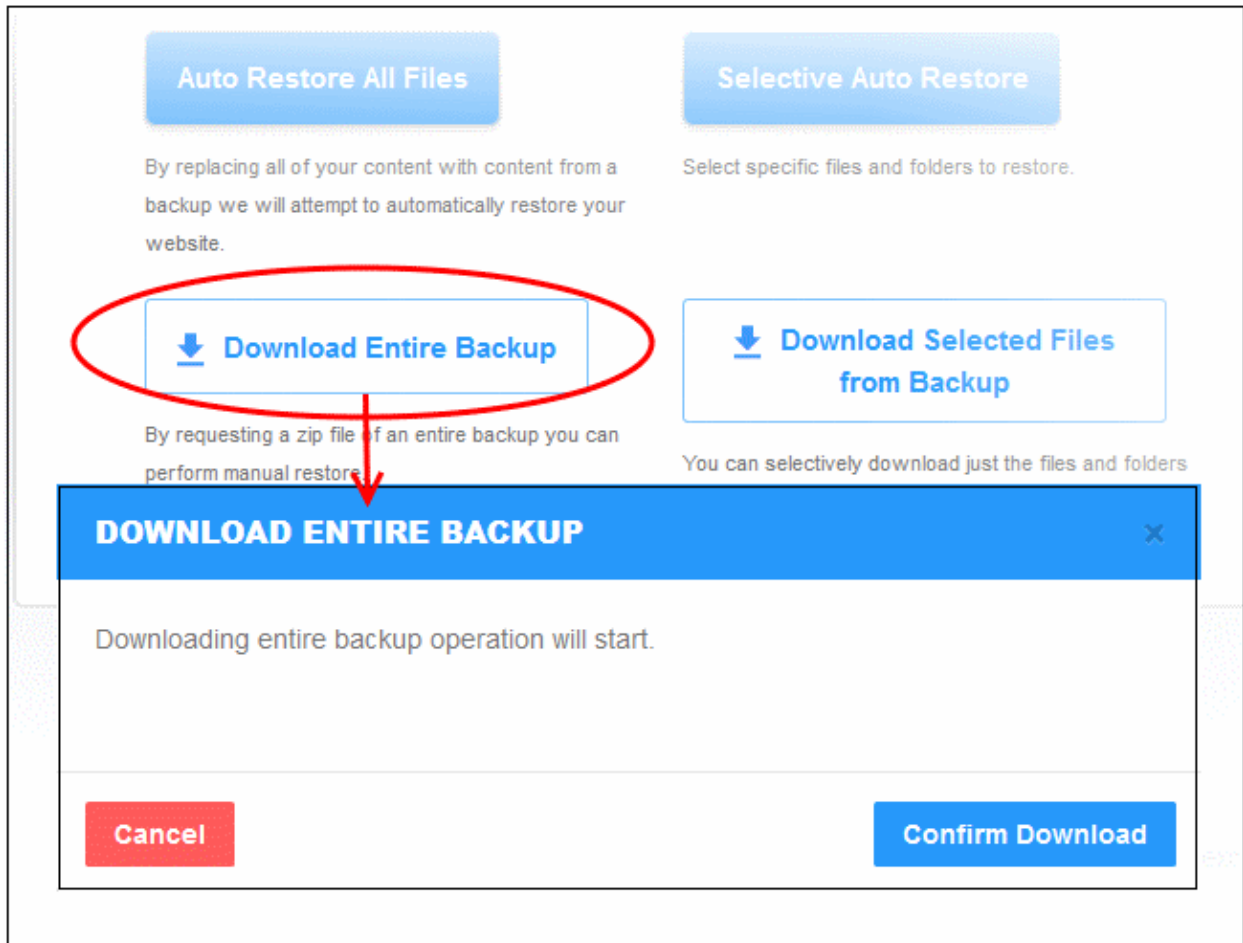 Auto Restore All Files
Selective Auto Restore
By replacing all of your content with content from a
backup we will attempt to automatically restore your
website.
Select specific files and folders to restore.
Download Entire Backup
Download Selected Files
from Backup
By requesting a zip file of an entire backup you can
perform manual restore
You can selectively download just the files and folders
DOWNLOAD ENTIRE BACKUP
Downloading entire backup operation will start.
Cancel
Confirm Download